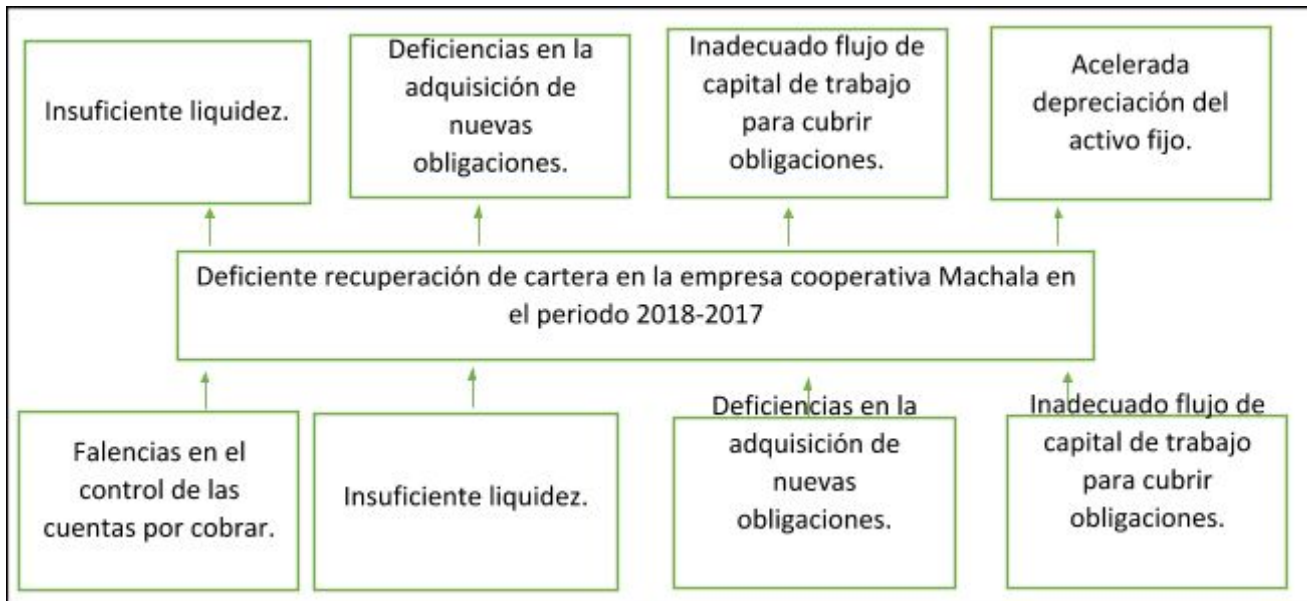 Insuficiente liquidez.
Deficiencias en la
adquisición de
nuevas
obligaciones.
Inadecuado flujo de
capital de trabajo
para cubrir
obligaciones.
Acelerada
depreciación del
activo fijo.
Deficiente recuperación de cartera en la empresa cooperativa Machala en
el periodo 2018-2017
Falencias en el
control de las
cuentas por cobrar.
Insuficiente liquidez.
Deficiencias en la
adquisición de
nuevas
obligaciones.
Inadecuado flujo de
capital de trabajo
para cubrir
obligaciones.